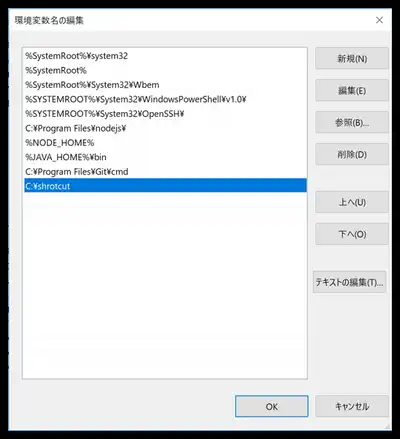 環境変数名の編集
%SystemRoot%¥system32
%SystemRoot%
%SystemRoot%¥System32¥Wbem
%SYSTEMROOT%¥System32¥WindowsPowerShell¥v1.0¥
%SYSTEMROOT%¥System32¥OpenSSH¥
C:¥Program Files¥nodejs¥
%NODE_HOME%
%JAVA_HOME%¥bin
C:¥Program Files¥Git¥cmd
C:¥shrotcut
新規(N)
編集(E)
参照(B)...
削除(D)
上へ(U)
下へ(O)
テキストの編集(T)...
OK
キャンセル